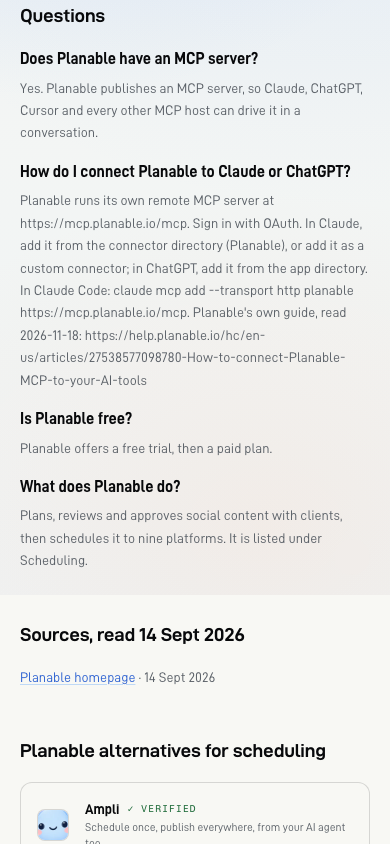 Questions
Does Planable have an MCP server?
Yes. Planable publishes an MCP server, so Claude, ChatGPT,
Cursor and every other MCP host can drive it in a
conversation.
How do I connect Planable to Claude or ChatGPT?
Planable runs its own remote MCP server at
https://mcp.planable.io/mcp. Sign in with OAuth. In Claude,
add it from the connector directory (Planable), or add it as a
custom connector; in ChatGPT, add it from the app directory.
In Claude Code: claude mcp add --transport http planable
https://mcp.planable.io/mcp. Planable's own guide, read
2026-11-18: https://help.planable.io/hc/en-
us/articles/27538577098780-How-to-connect-Planable-
MCP-to-your-AI-tools
Is Planable free?
Planable offers a free trial, then a paid plan.
What does Planable do?
Plans, reviews and approves social content with clients,
then schedules it to nine platforms. It is listed under
Scheduling.
Sources, read 14 Sept 2026
Planable homepage · 14 Sept 2026
Planable alternatives for scheduling
Ampli ✓ VERIFIED
Schedule once, publish everywhere, from your AI agent
too.